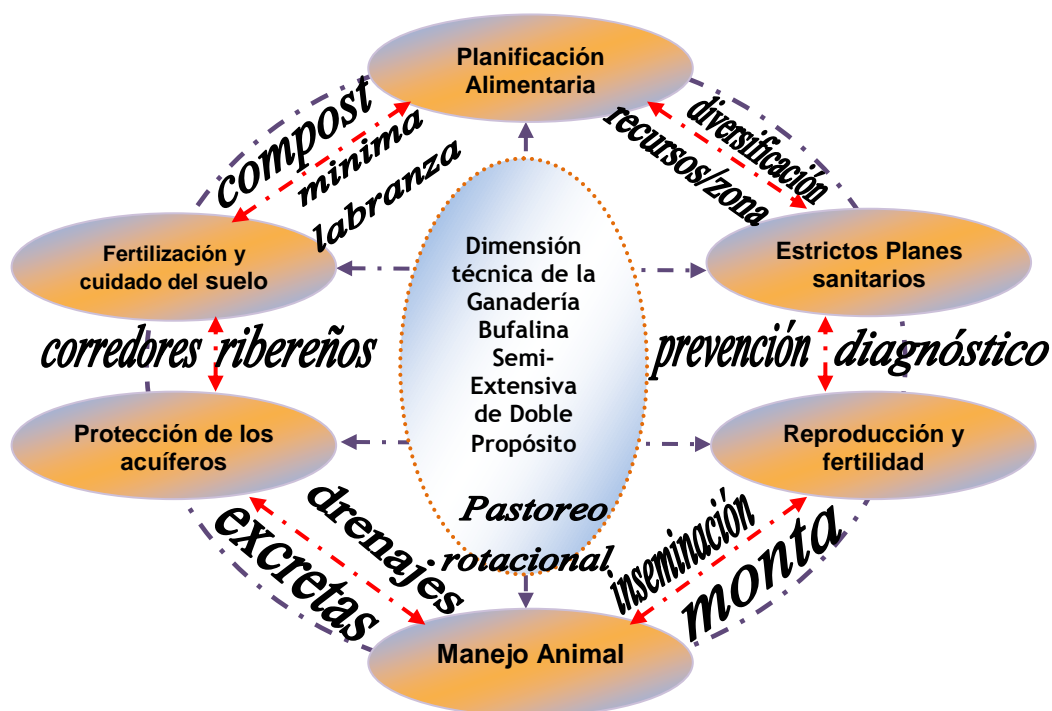 Planificación
Alimentaria
compost
minima
labranza
diversificación
recursos/zona
Fertilización y
cuidado del suelo
Dimensión
técnica de la
Ganadería
Bufalina
Semi-
Extensiva
de Doble
Propósito
Estrictos Planes
sanitarios
corredores ribereños
prevención diagnóstico
Protección de los
acuíferos
Reproducción y
fertilidad
Pastoreo
rotacional
drenajes
excretas
inseminación
monta
Manejo Animal